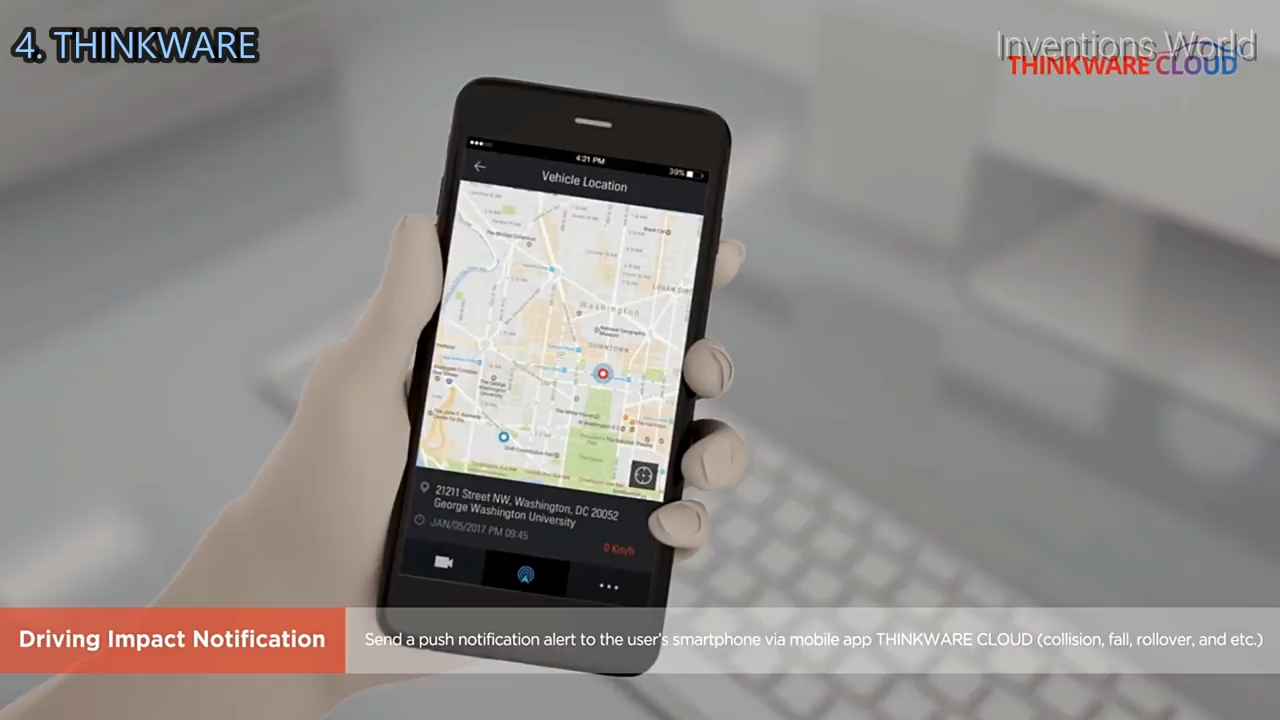 4. THINKWARE
Inventions World
THINKWARE CLOUD
4:21 PM
39%
Vehicle Location
Washington
DOWNTOWN
21211 Street NW, Washington, DC 20052
George Washington University
JAN/05/2017 PM 09:45
0 Km/h
Driving Impact Notification
Send a push notification alert to the user's smartphone via mobile app THINKWARE CLOUD (collision, fall, rollover, and etc.)